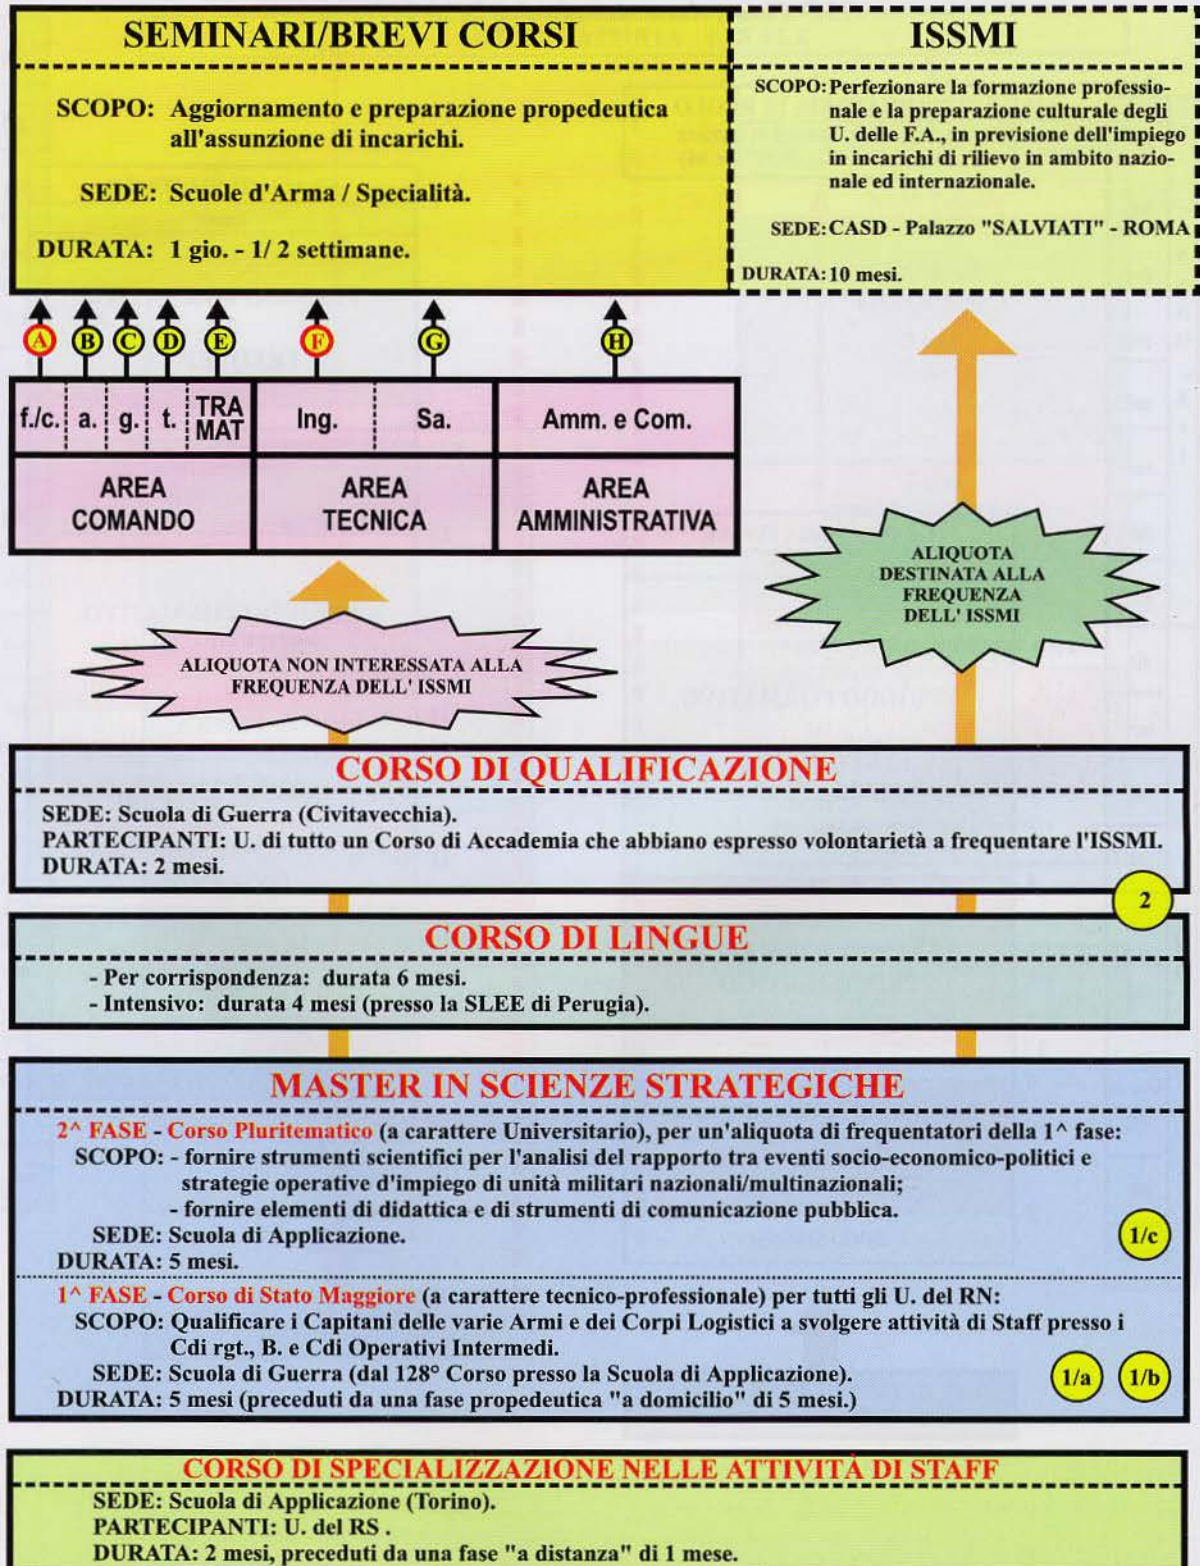 SEMINARI/BREVI CORSI
SCOPO: Aggiornamento e preparazione propedeutica
all'assunzione di incarichi.
SEDE: Scuole d'Arma / Specialità.
DURATA: 1 gio. - 1/ 2 settimane.
ISSMI
SCOPO: Perfezionare la formazione professio-
nale e la preparazione culturale degli
U. delle F.A., in previsione dell'impiego
in incarichi di rilievo in ambito nazio-
nale ed internazionale.
SEDE: CASD - Palazzo "SALVIATI" - ROMA
DURATA: 10 mesi.
A B C D E F G H
f./c. a. g. t. TRA MAT Ing. Sa. Amm. e Com.
AREA
COMANDO
AREA
TECNICA
AREA
AMMINISTRATIVA
ALIQUOTA
DESTINATA ALLA
FREQUENZA
DELL' ISSMI
ALIQUOTA NON INTERESSATA ALLA
FREQUENZA DELL' ISSMI
CORSO DI QUALIFICAZIONE
SEDE: Scuola di Guerra (Civitavecchia).
PARTECIPANTI: U. di tutto un Corso di Accademia che abbiano espresso volontarietà a frequentare l'ISSMI.
DURATA: 2 mesi.
2
CORSO DI LINGUE
- Per corrispondenza: durata 6 mesi.
- Intensivo: durata 4 mesi (presso la SLEE di Perugia).
MASTER IN SCIENZE STRATEGICHE
2^ FASE - Corso Pluritematico (a carattere Universitario), per un'aliquota di frequentatori della 1^ fase:
SCOPO: - fornire strumenti scientifici per l'analisi del rapporto tra eventi socio-economico-politici e
strategie operative d'impiego di unità militari nazionali/multinazionali;
- fornire elementi di didattica e di strumenti di comunicazione pubblica.
SEDE: Scuola di Applicazione.
1/c
DURATA: 5 mesi.
1^ FASE - Corso di Stato Maggiore (a carattere tecnico-professionale) per tutti gli U. del RN:
SCOPO: Qualificare i Capitani delle varie Armi e dei Corpi Logistici a svolgere attività di Staff presso i
Cdi rgt., B. e Cdi Operativi Intermedi.
SEDE: Scuola di Guerra (dal 128° Corso presso la Scuola di Applicazione).
1/a 1/b
DURATA: 5 mesi (preceduti da una fase propedeutica "a domicilio" di 5 mesi.)
CORSO DI SPECIALIZZAZIONE NELLE ATTIVITÀ DI STAFF
SEDE: Scuola di Applicazione (Torino).
PARTECIPANTI: U. del RS .
DURATA: 2 mesi, preceduti da una fase "a distanza" di 1 mese.